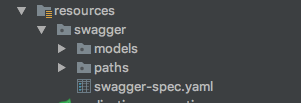 resources
swagger
models
paths
swagger-spec.yaml